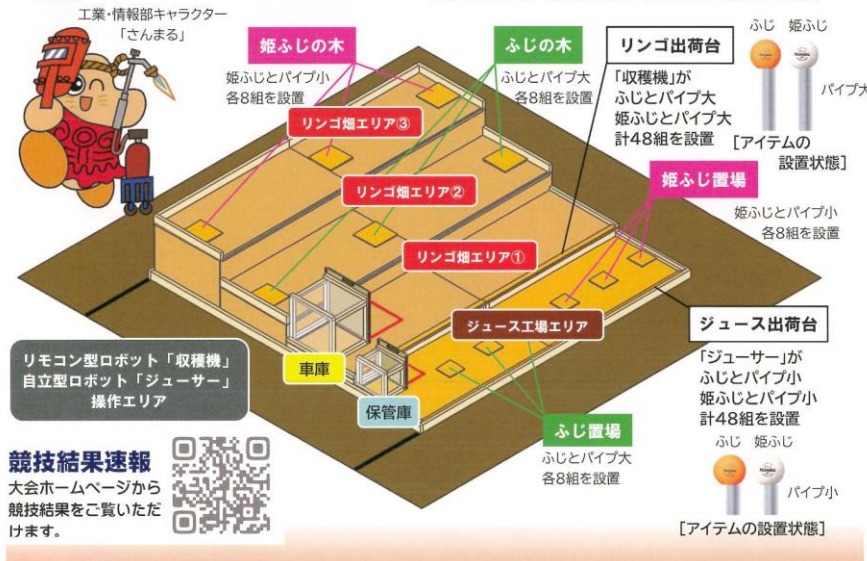 工業・情報部キャラクター
「さんまる」
姫ふじの木
姫ふじとパイプ小
各8組を設置
ふじの木
ふじとパイプ大
各8組を設置
リンゴ出荷台
「収穫機」が
ふじとパイプ大
姫ふじとパイプ大
計48組を設置
ふじ 姫ふじ
パイプ大
[アイテムの
設置状態]
リンゴ畑エリア③
リンゴ畑エリア②
リンゴ畑エリア①
姫ふじ置場
姫ふじとパイプ小
各8組を設置
ジュース工場エリア
ジュース出荷台
「ジューサー」が
ふじとパイプ小
姫ふじとパイプ小
計48組を設置
ふじ 姫ふじ
パイプ小
[アイテムの設置状態]
リモコン型ロボット「収穫機」
自立型ロボット「ジューサー」
操作エリア
車庫
保管庫
ふじ置場
ふじとパイプ大
各8組を設置
競技結果速報
大会ホームページから
競技結果をご覧いただ
けます。